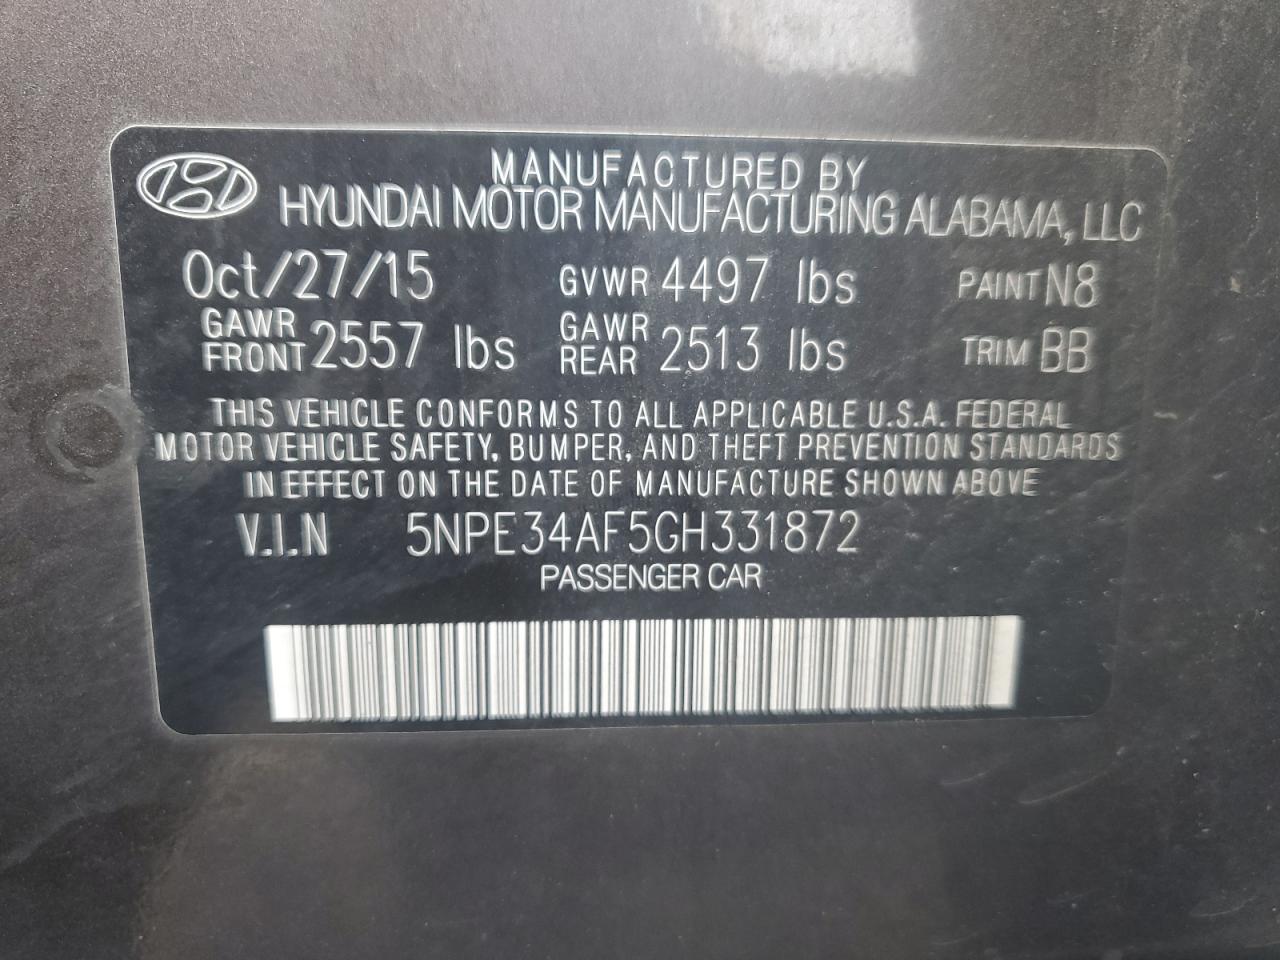 MANUFACTURED BY
HYUNDAI MOTOR MANUFACTURING ALABAMA, LLC
Oct/27/15 GVWR 4497 lbs PAINT N8
GAWR FRONT 2557 lbs GAWR REAR 2513 lbs TRIM BB
THIS VEHICLE CONFORMS TO ALL APPLICABLE U.S.A. FEDERAL
MOTOR VEHICLE SAFETY, BUMPER, AND THEFT PREVENTION STANDARDS
IN EFFECT ON THE DATE OF MANUFACTURE SHOWN ABOVE
V.I.N 5NPE34AF5GH331872
PASSENGER CAR